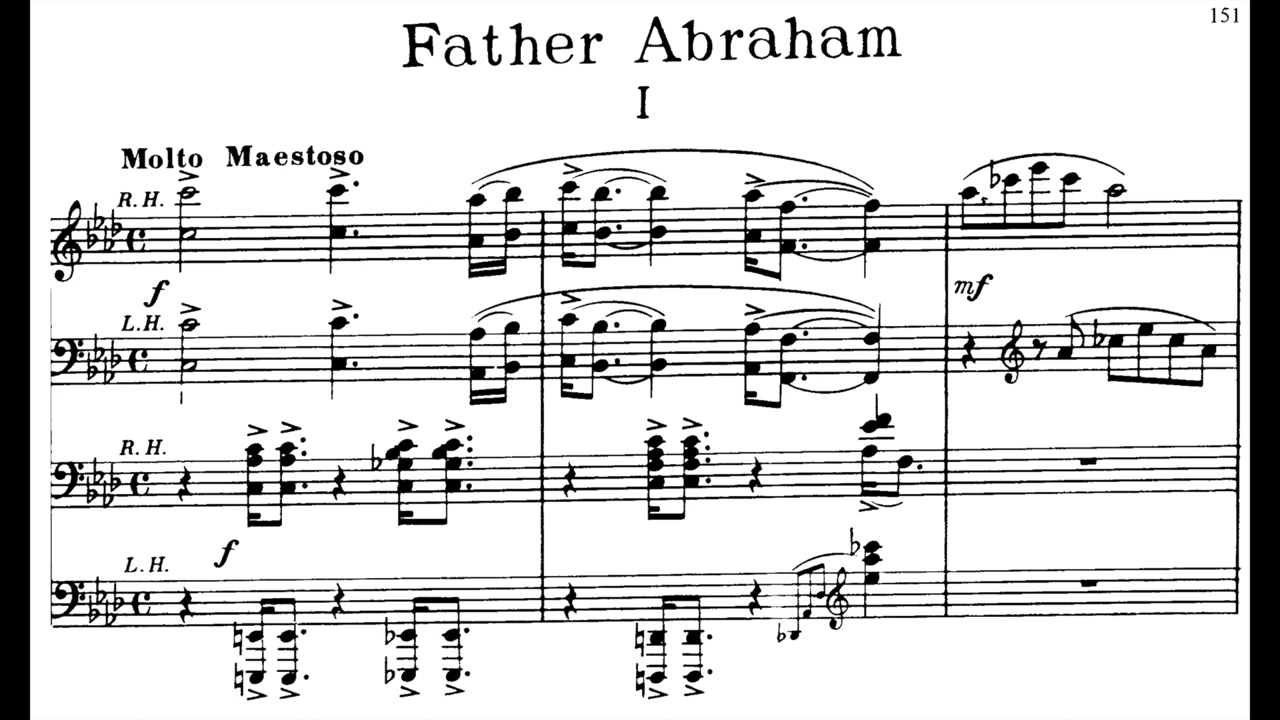 151
Father Abraham
I
Molto Maestoso
R.H.
f
mf
L.H.
R.H.
f
L.H.